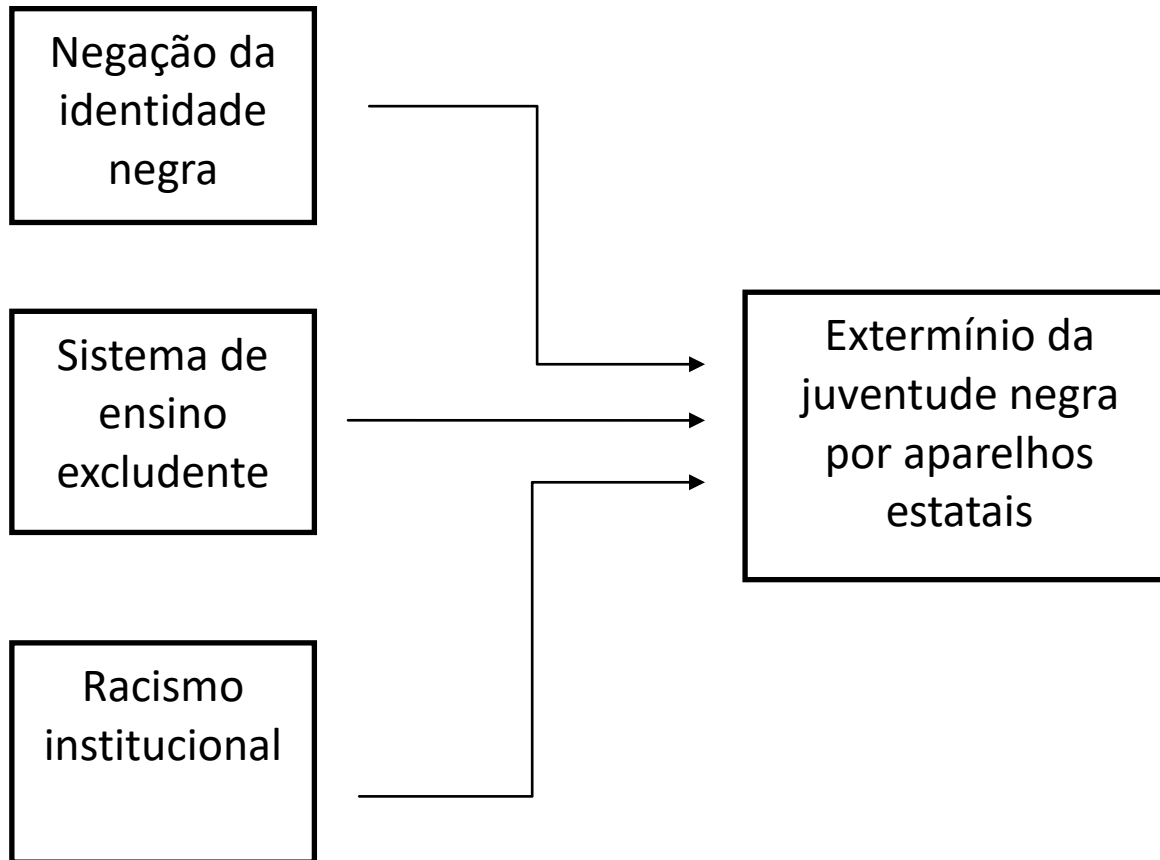 Negação da
identidade
negra
Sistema de
ensino
excludente
Racismo
institucional
Extermínio da
juventude negra
por aparelhos
estatais